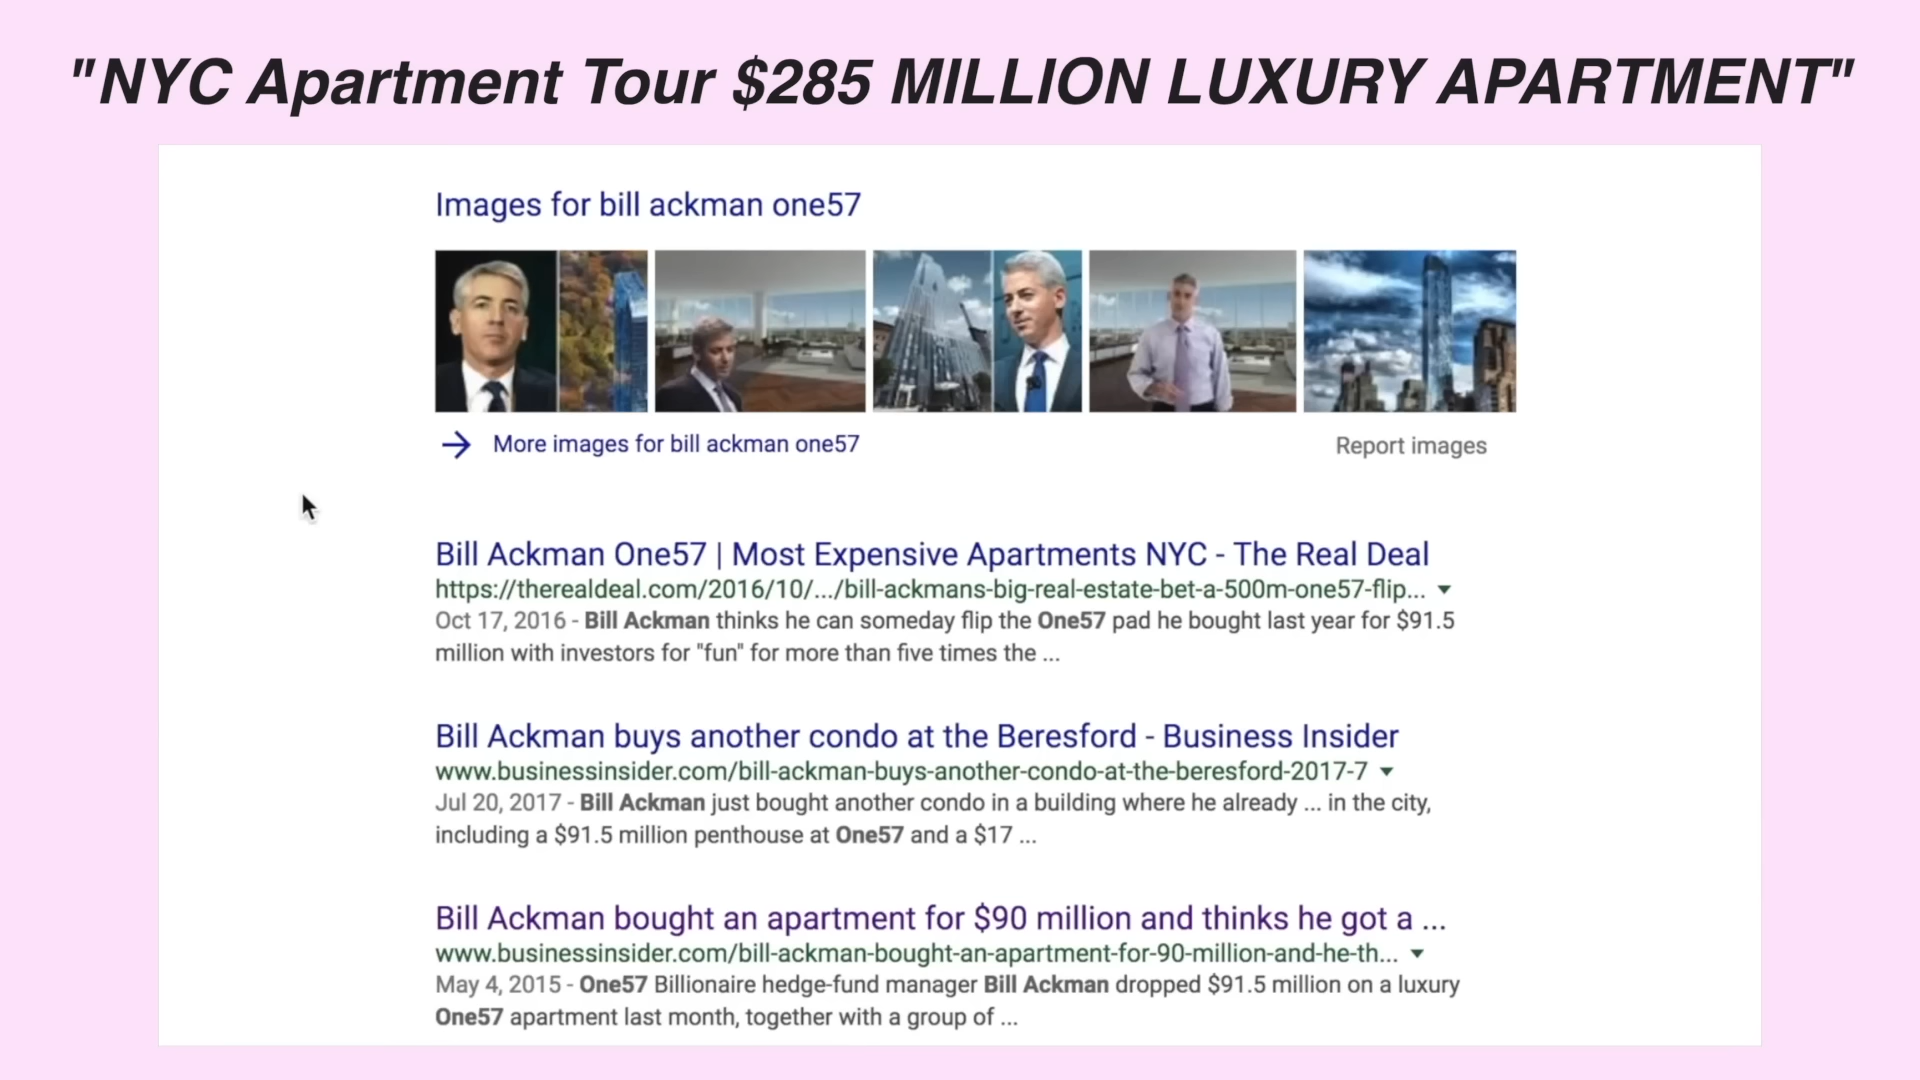 "NYC Apartment Tour $285 MILLION LUXURY APARTMENT"
Images for bill ackman one57
More images for bill ackman one57
Report images
Bill Ackman One57 | Most Expensive Apartments NYC - The Real Deal
https://therealdeal.com/2016/10/.../bill-ackmans-big-real-estate-bet-a-500m-one57-flip...
Oct 17, 2016 - Bill Ackman thinks he can someday flip the One57 pad he bought last year for $91.5
million with investors for "fun" for more than five times the ...
Bill Ackman buys another condo at the Beresford - Business Insider
www.businessinsider.com/bill-ackman-buys-another-condo-at-the-beresford-2017-7
Jul 20, 2017 - Bill Ackman just bought another condo in a building where he already ... in the city,
including a $91.5 million penthouse at One57 and a $17 ...
Bill Ackman bought an apartment for $90 million and thinks he got a ...
www.businessinsider.com/bill-ackman-bought-an-apartment-for-90-million-and-he-th...
May 4, 2015 - One57 Billionaire hedge-fund manager Bill Ackman dropped $91.5 million on a luxury
One57 apartment last month, together with a group of ...